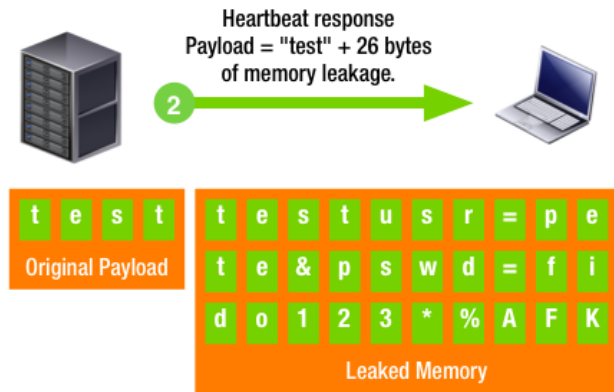 Heartbeat response
Payload = "test" + 26 bytes
of memory leakage.
2
t e s t
Original Payload
t e s t u s r = p e
t e & p s w d = f i
d o 1 2 3 * % A F K
Leaked Memory